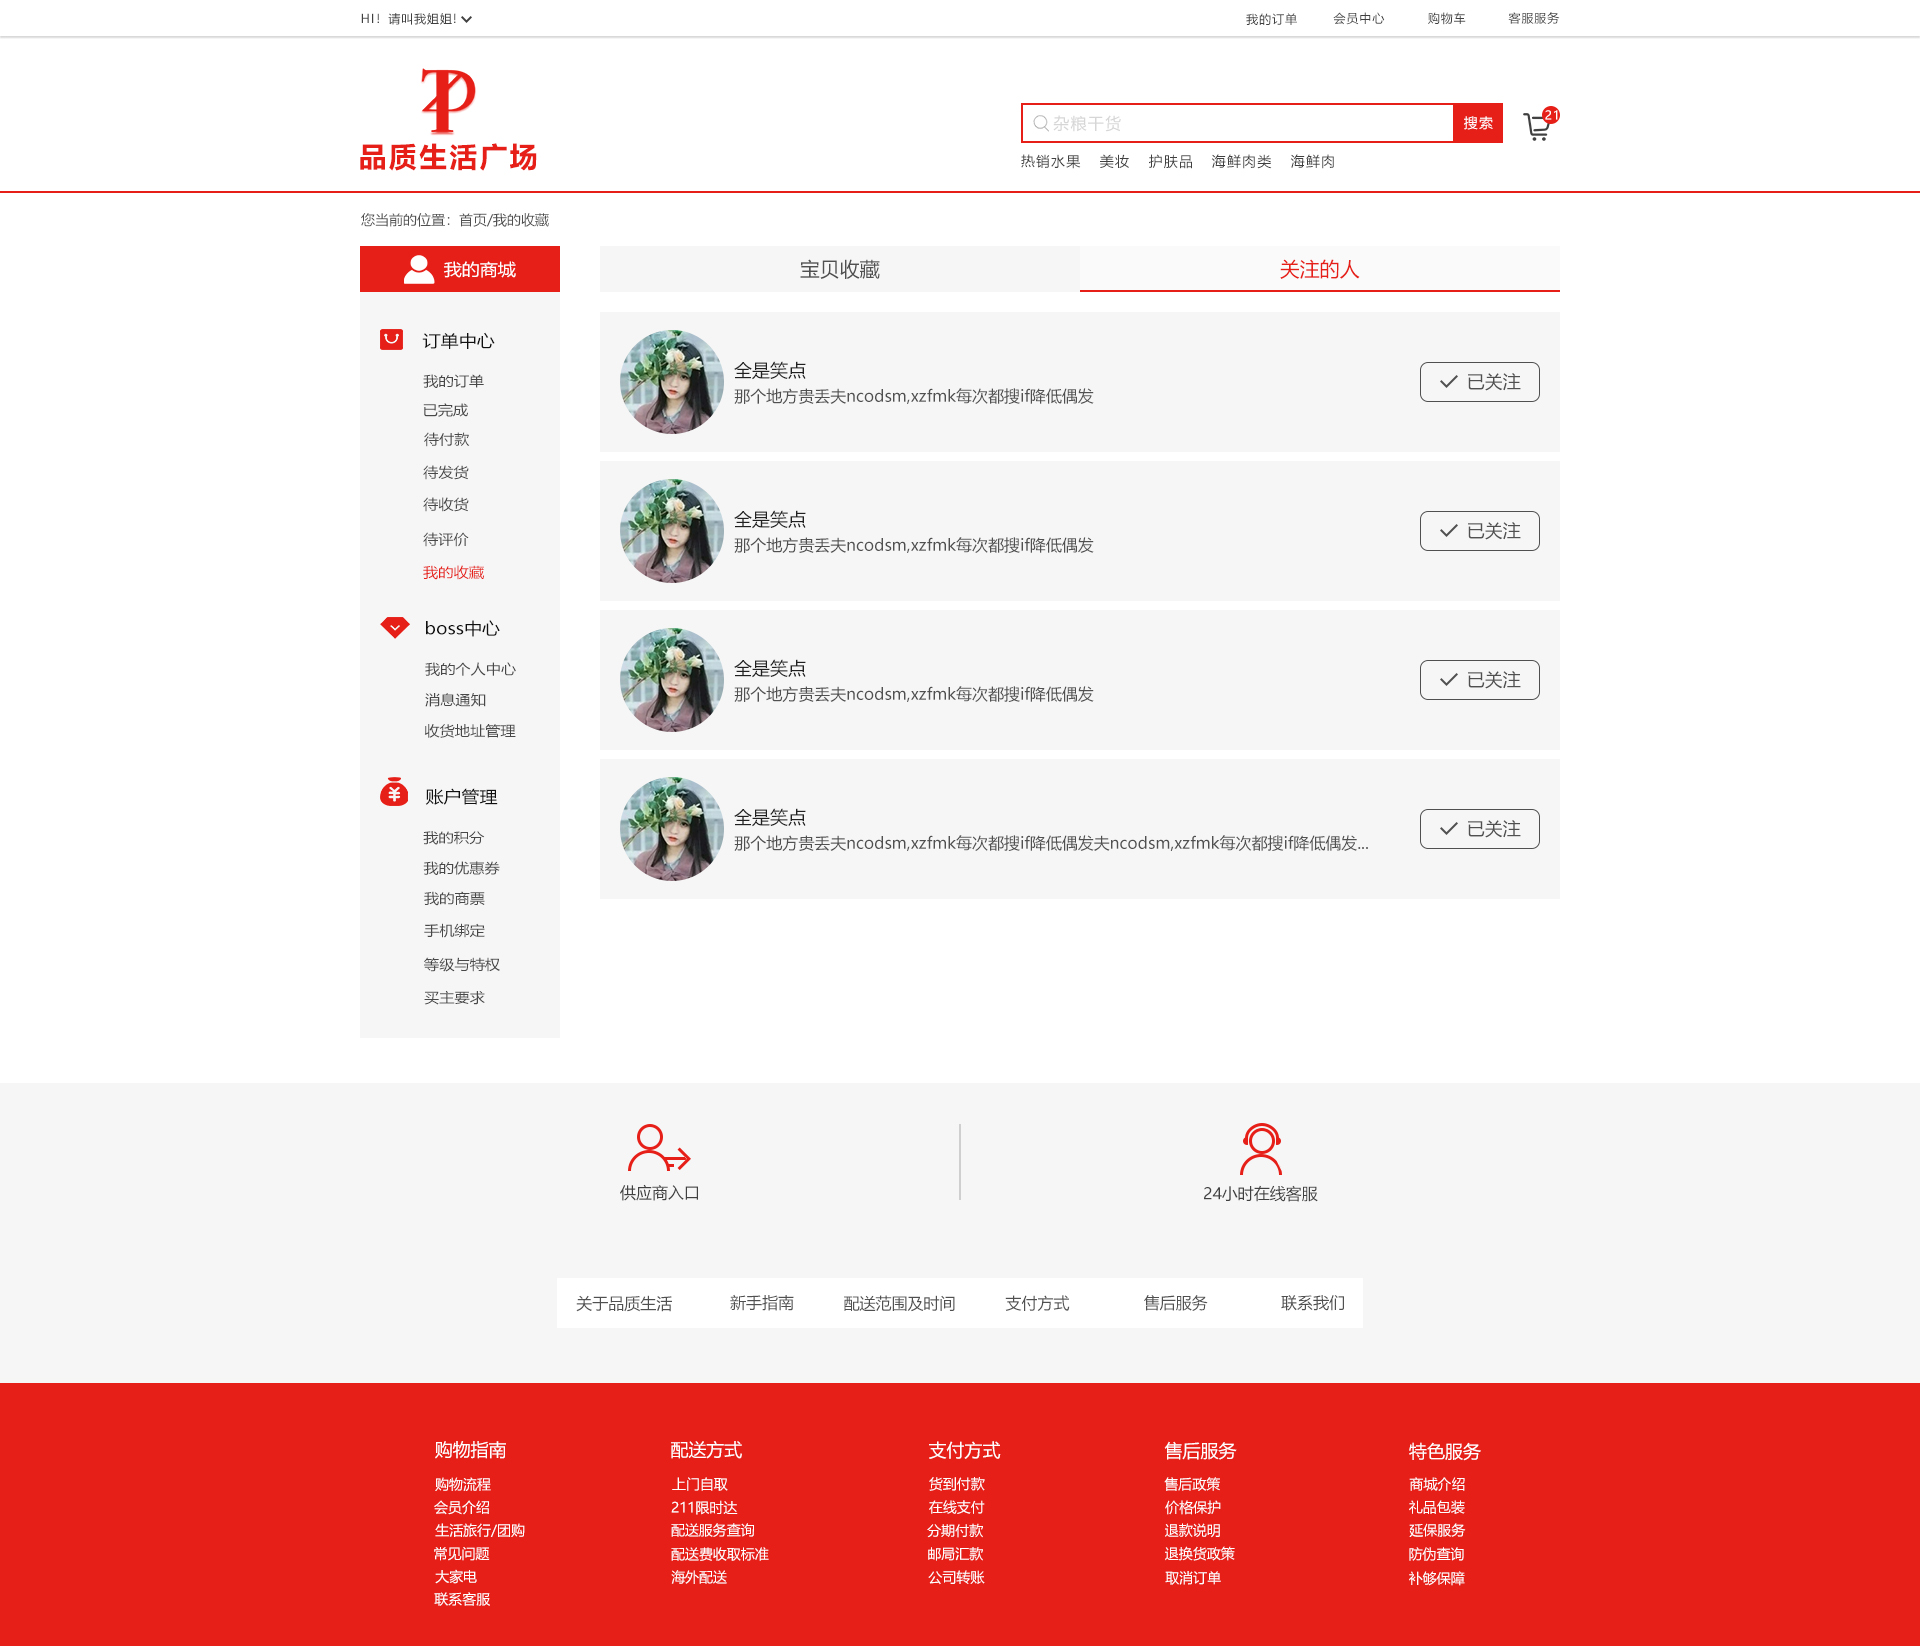 HI！请叫我姐姐! 我的订单 会员中心 购物车 客服服务
品质生活广场
杂粮干货 搜索 21
热销水果 美妆 护肤品 海鲜肉类 海鲜肉
您当前的位置：首页/我的收藏
我的商城
宝贝收藏 关注的人
订单中心
我的订单
已完成
待付款
待发货
待收货
待评价
我的收藏
boss中心
我的个人中心
消息通知
收货地址管理
账户管理
我的积分
我的优惠券
我的商票
手机绑定
等级与特权
买主要求
全是笑点
那个地方贵丢夫ncodsm,xzfmk每次都搜if降低偶发
已关注
全是笑点
那个地方贵丢夫ncodsm,xzfmk每次都搜if降低偶发
已关注
全是笑点
那个地方贵丢夫ncodsm,xzfmk每次都搜if降低偶发
已关注
全是笑点
那个地方贵丢夫ncodsm,xzfmk每次都搜if降低偶发夫ncodsm,xzfmk每次都搜if降低偶发...
已关注
供应商入口 24小时在线客服
关于品质生活 新手指南 配送范围及时间 支付方式 售后服务 联系我们
购物指南
购物流程
会员介绍
生活旅行/团购
常见问题
大家电
联系客服
配送方式
上门自取
211限时达
配送服务查询
配送费收取标准
海外配送
支付方式
货到付款
在线支付
分期付款
邮局汇款
公司转账
售后服务
售后政策
价格保护
退款说明
退换货政策
取消订单
特色服务
商城介绍
礼品包装
延保服务
防伪查询
补够保障